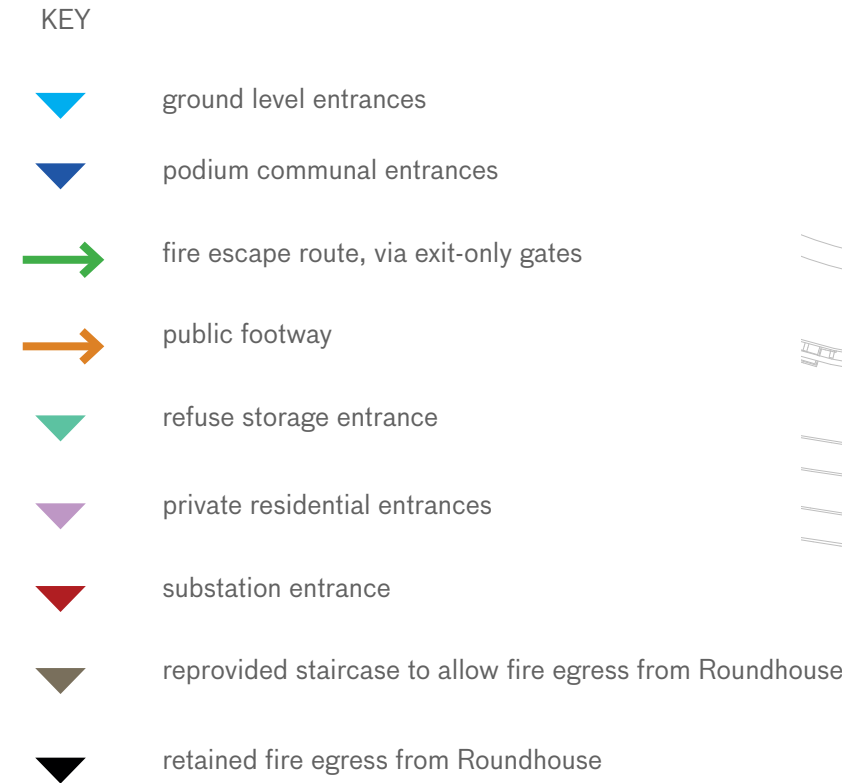 KEY
ground level entrances
podium communal entrances
fire escape route, via exit-only gates
public footway
refuse storage entrance
private residential entrances
substation entrance
reprovided staircase to allow fire egress from Roundhouse
retained fire egress from Roundhouse